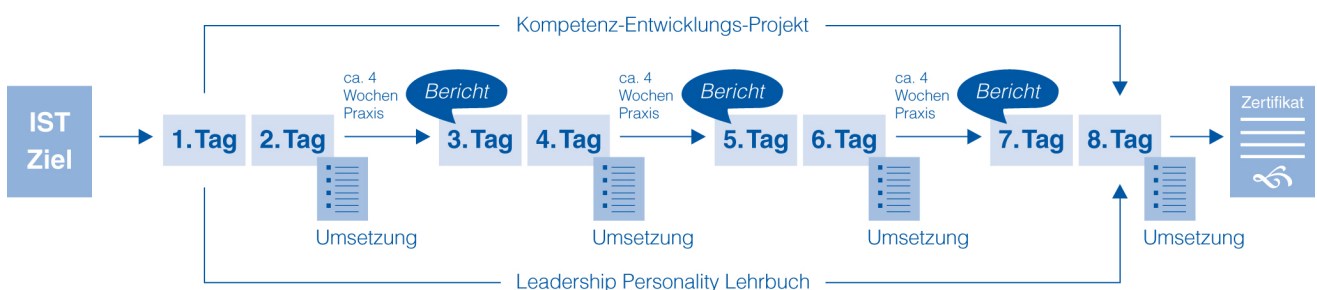 Kompetenz-Entwicklungs-Projekt
IST
Ziel
1. Tag
2. Tag
ca. 4
Wochen
Praxis
Bericht
3. Tag
4. Tag
ca. 4
Wochen
Praxis
Bericht
5. Tag
6. Tag
ca. 4
Wochen
Praxis
Bericht
7. Tag
8. Tag
Zertifikat
Umsetzung
Umsetzung
Umsetzung
Umsetzung
Leadership Personality Lehrbuch